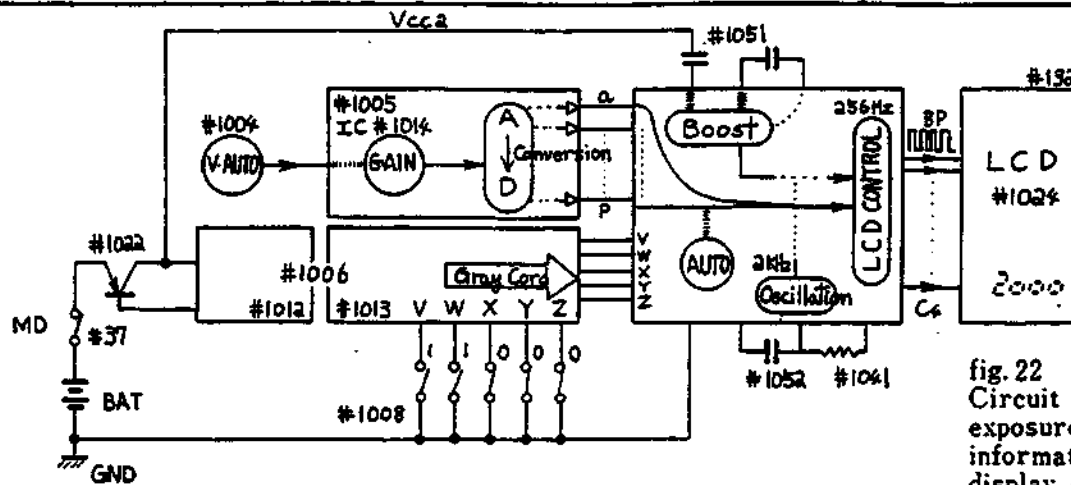 Vcc2
#1051
#132
#1005
IC #1014
a
256Hz
BP
#1004
A
Boost
V-AUTO
GAIN
Conversion
LCD CONTROL
LCD
#1024
D
P
#1022
V
W
X
Y
Z
AUTO
2KHz
#1006
Gray Cord
Oscillation
2000
#1012
#1013
V W X Y Z
C4
MD
#37
1 1 0 0 0
#1052
#1041
BAT
#1008
GND
fig. 22
Circuit
exposure
informat
display